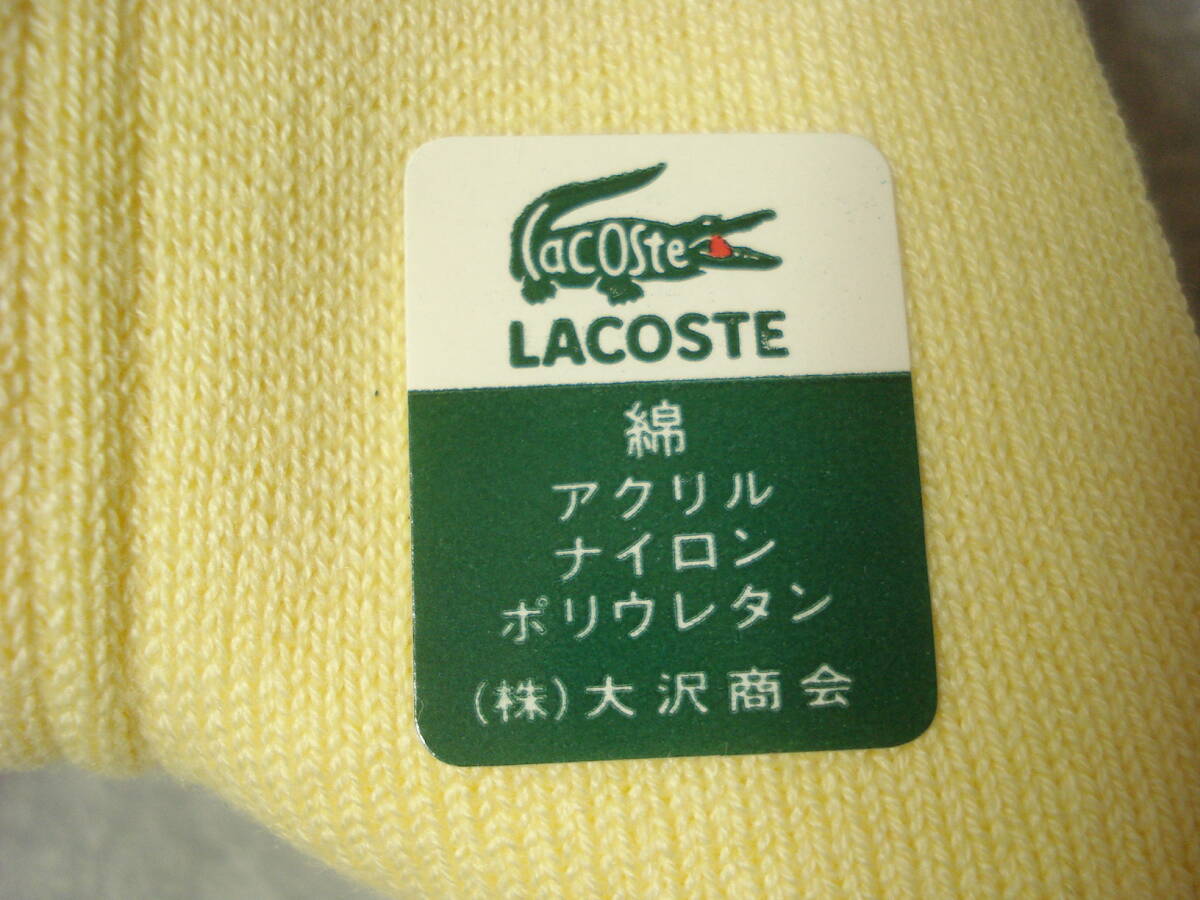 Lacoste
LACOSTE
綿
アクリル
ナイロン
ポリウレタン
(株)大沢商会